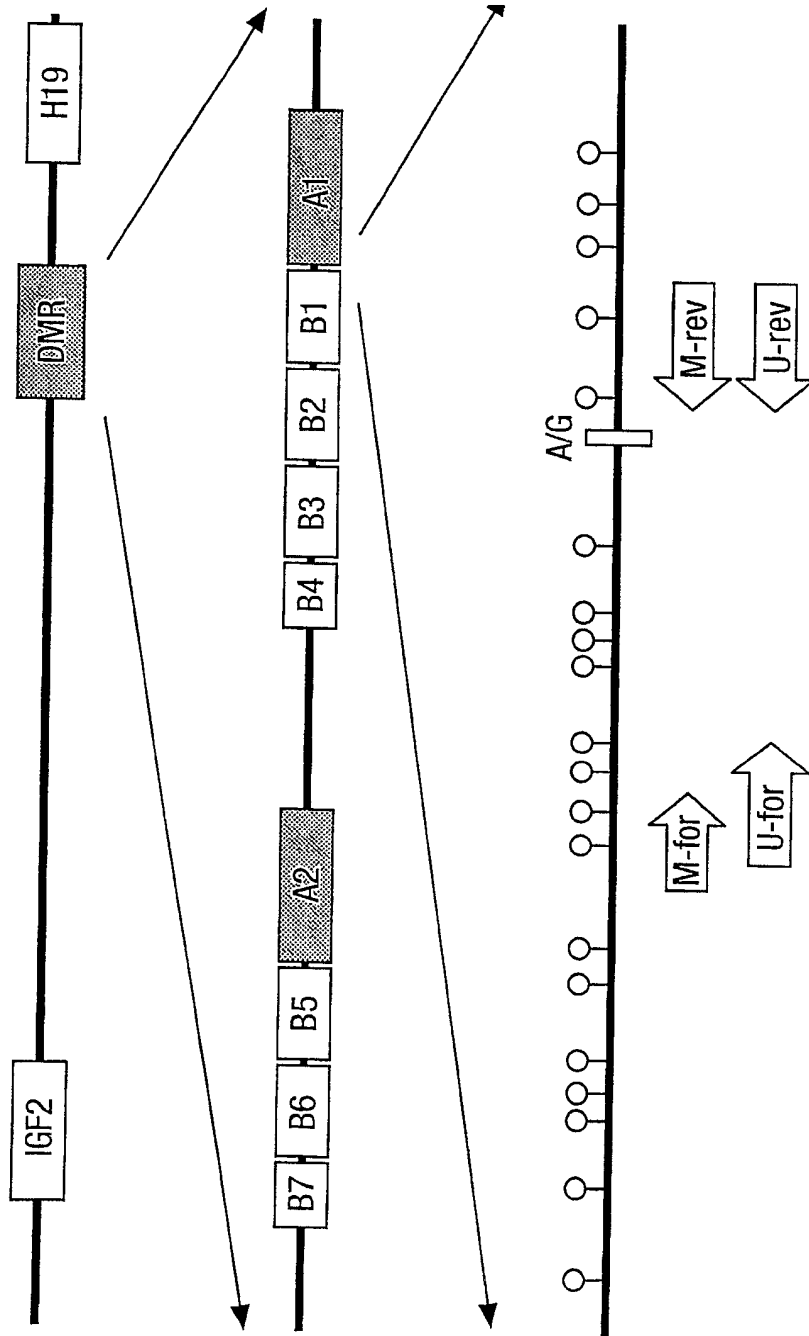 IGF2
DMR
H19
B7
B6
B5
A2
B4
B3
B2
B1
A1
A/G
M-for
M-rev
U-for
U-rev